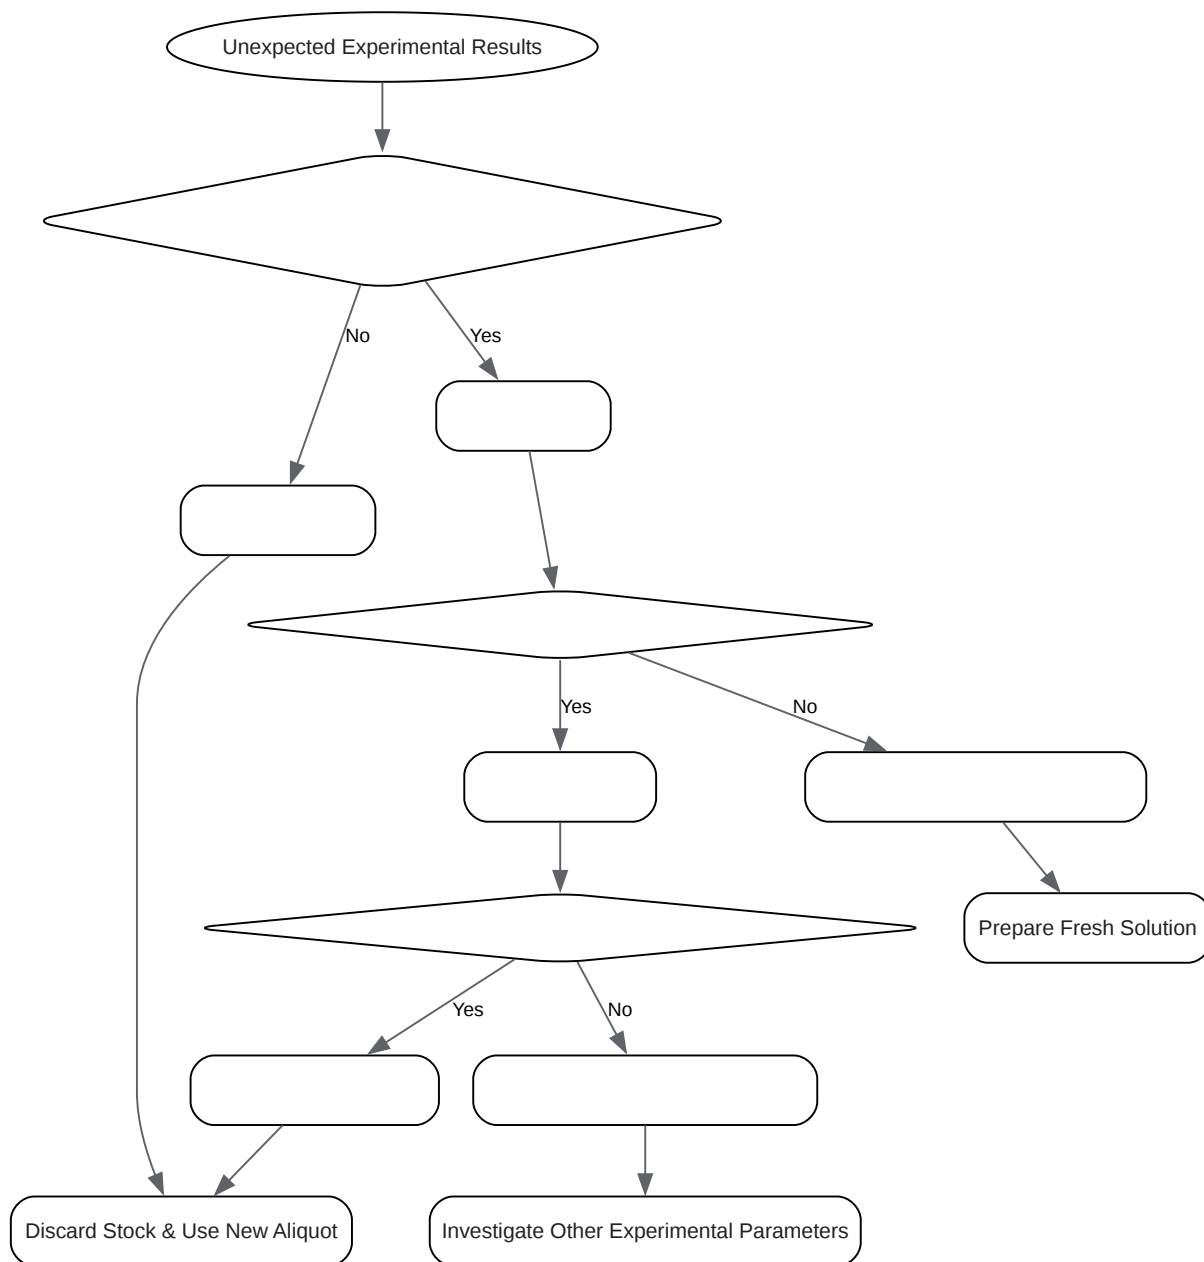 Unexpected Experimental Results
No
Yes
Yes
No
Prepare Fresh Solution
Yes
No
Discard Stock & Use New Aliquot
Investigate Other Experimental Parameters